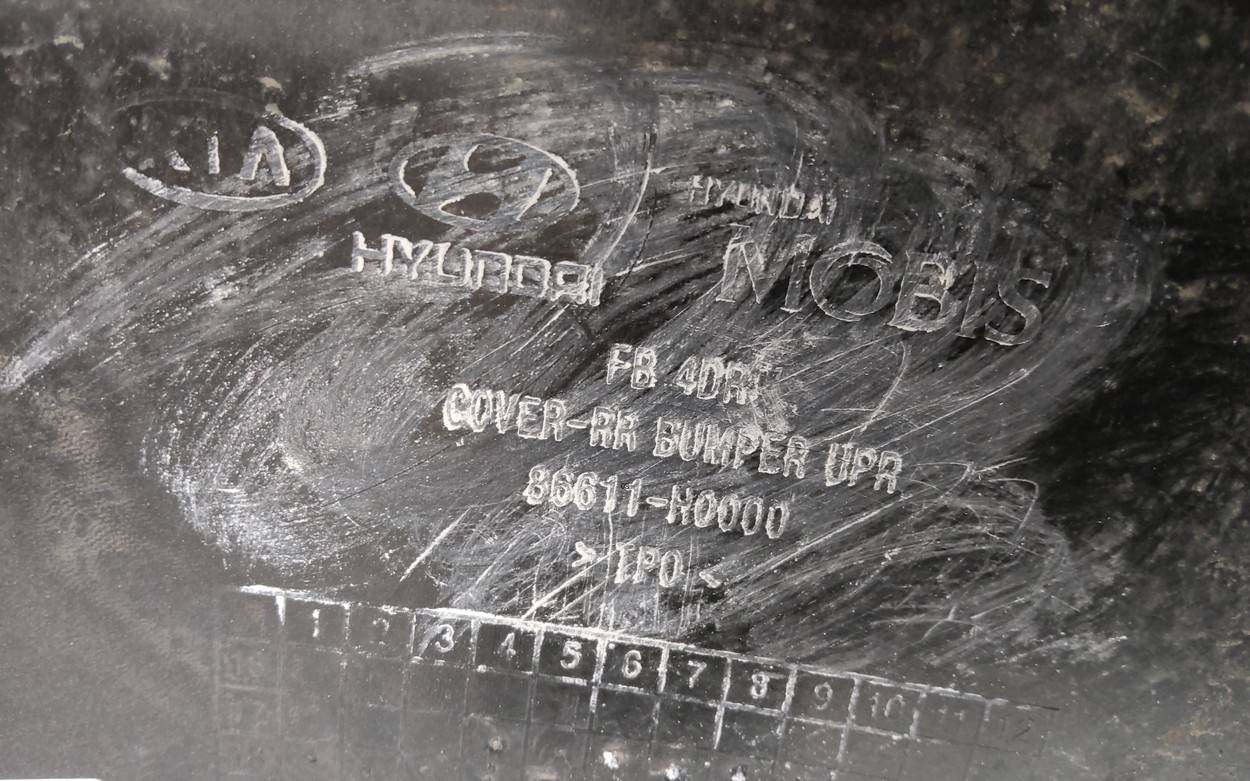 KIA
HYUNDAI
HYUNDAI
MOBIS
FB 4DR
COVER-RR BUMPER UPR
86611-H0000
>TPO<
1 2 3 4 5 6 7 8 9 10 11 12